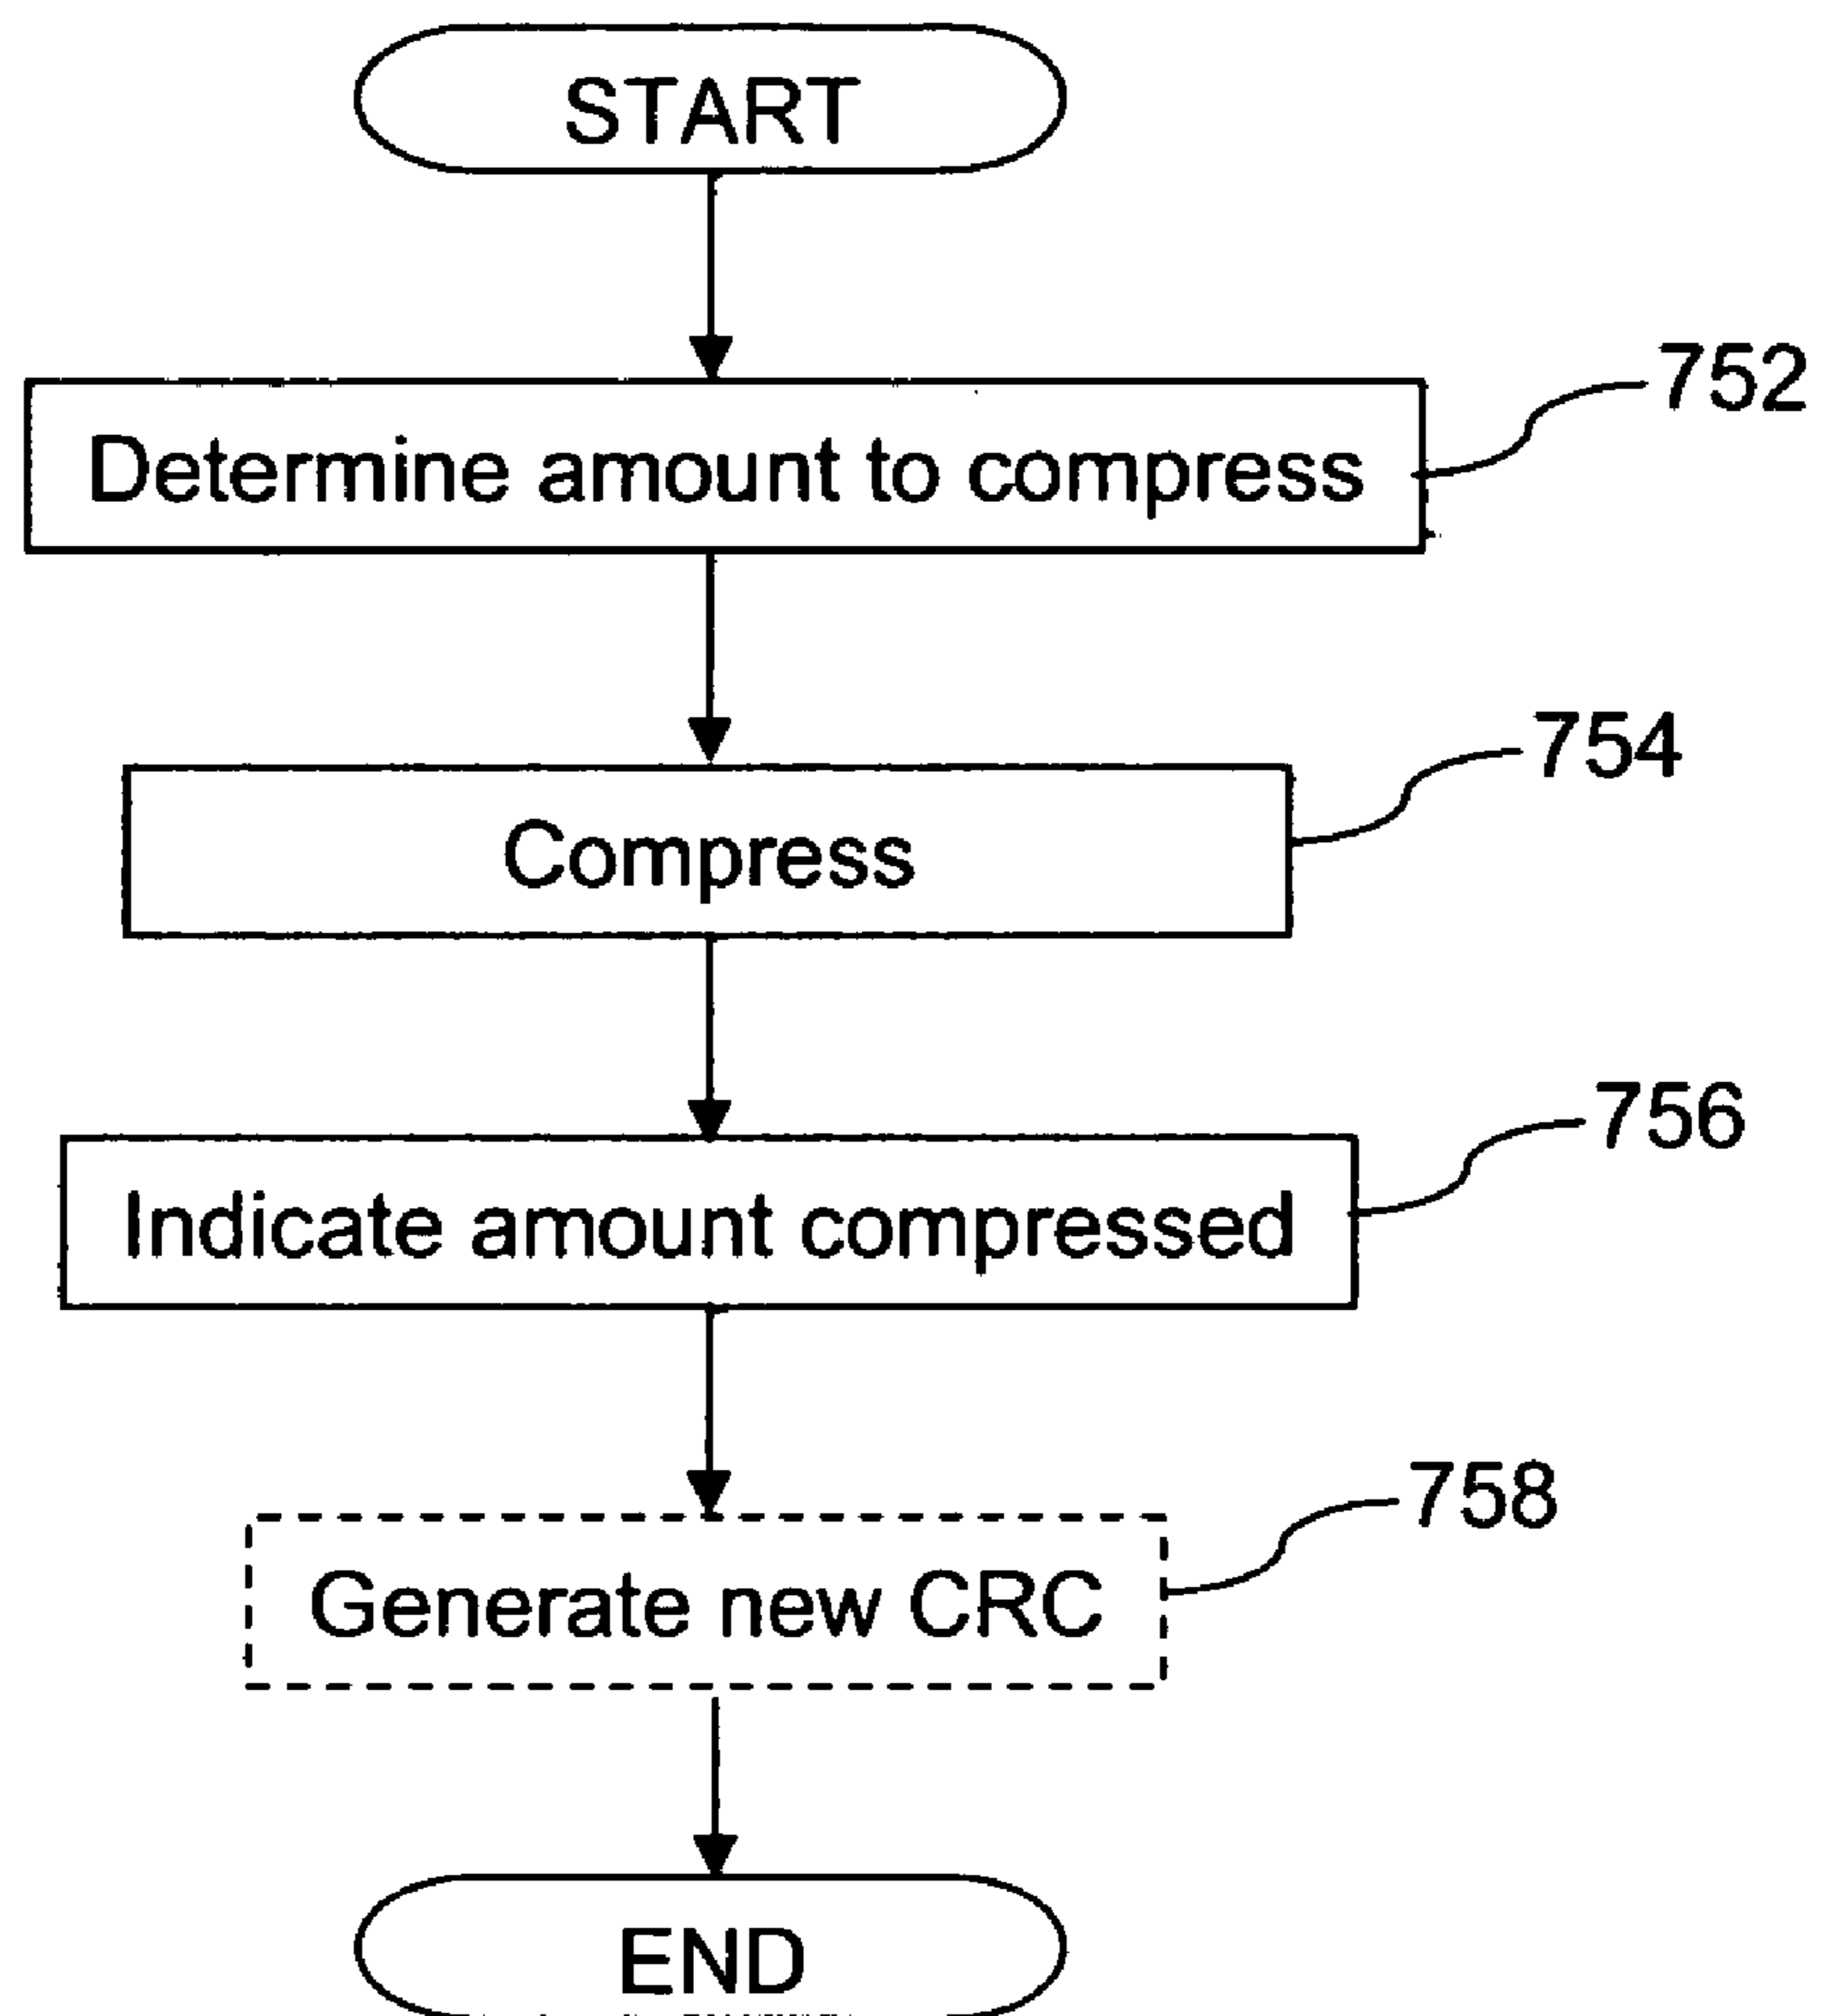 START
752
Determine amount to compress
754
Compress
756
Indicate amount compressed
758
Generate new CRC
END